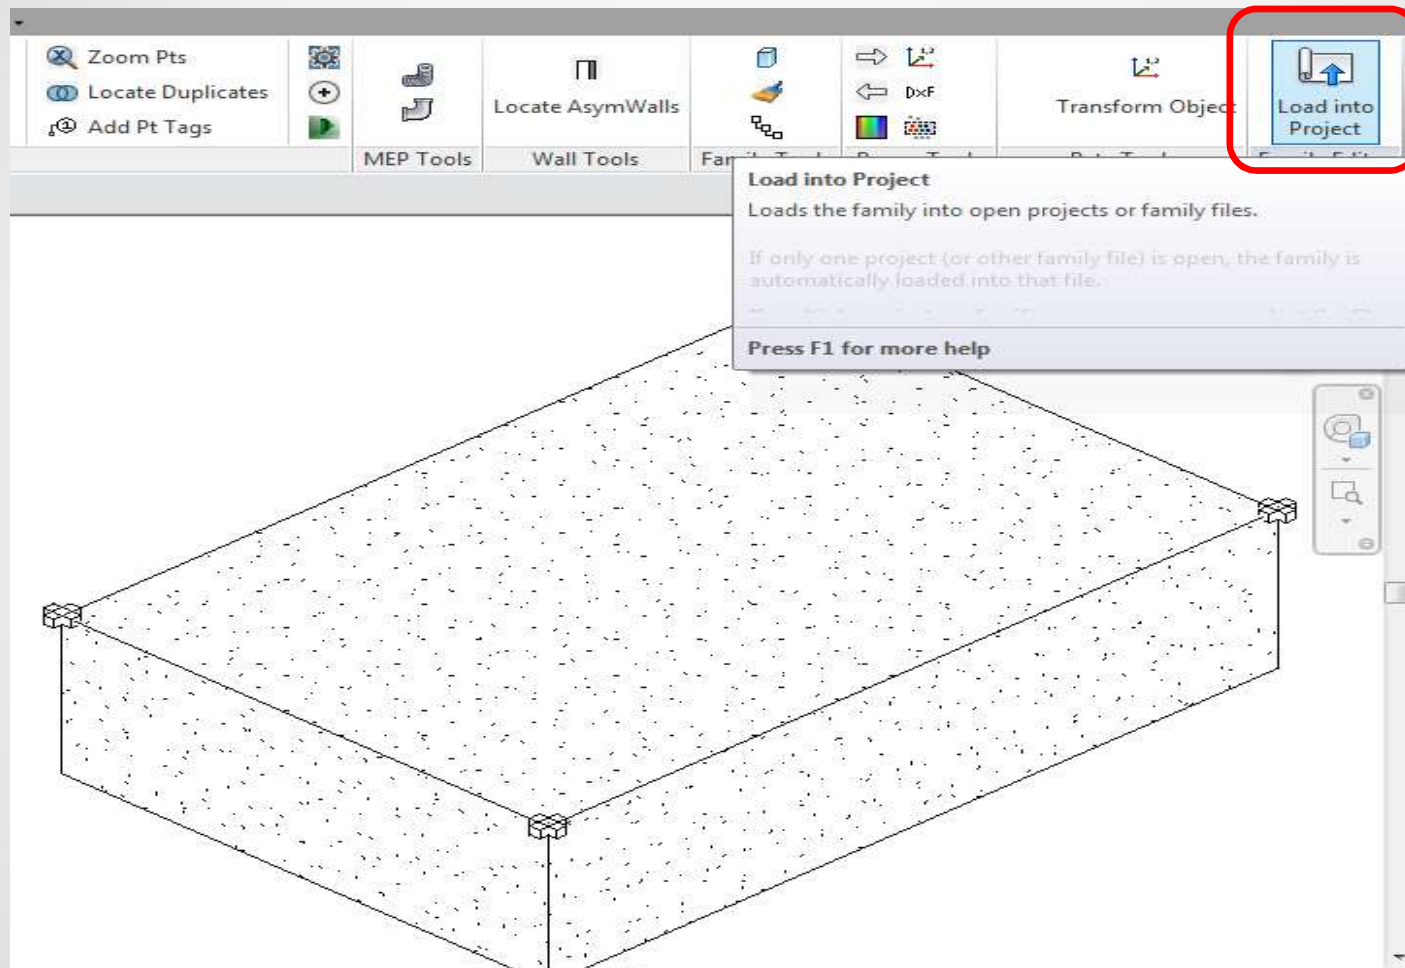 Zoom Pts
Locate Duplicates
Add Pt Tags
Locate AsymWalls
DxF
Transform Object
Load into
Project
MEP Tools
Wall Tools
Load into Project
Loads the family into open projects or family files.
If only one project (or other family file) is open, the family is
automatically loaded into that file.
Press F1 for more help